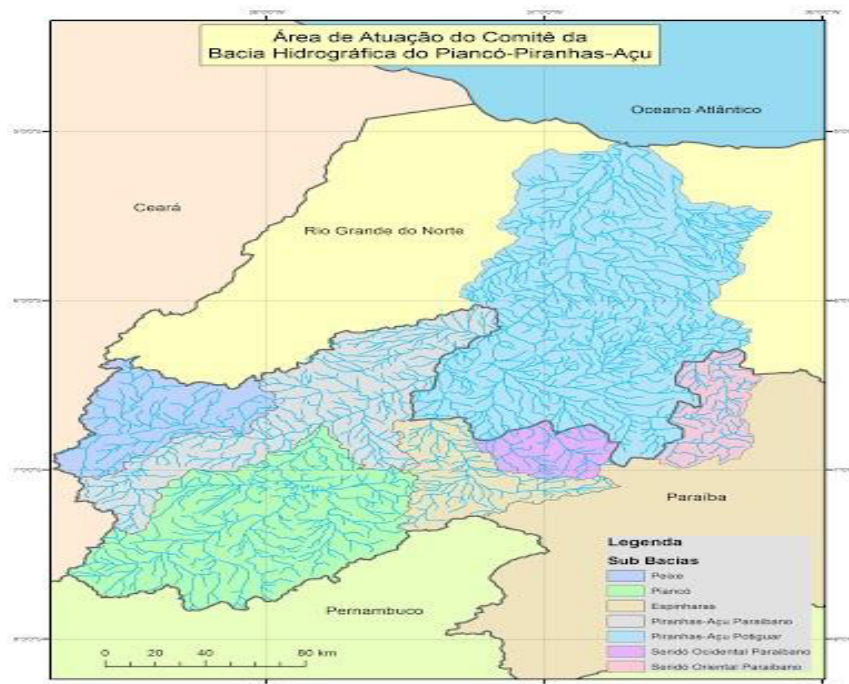 Área de Atuação do Comitê da
Bacia Hidrográfica do Piancó-Piranhas-Açu
Oceano Atlântico
Ceará
Rio Grande do Norte
Paraíba
Pernambuco
Legenda
Sub Bacias
Peixe
Piancó
Espinharas
Piranhas-Açu Paraibano
Piranhas-Açu Potiguar
Seridó Ocidental Paraibano
Seridó Oriental Paraibano
0 20 40 80 km